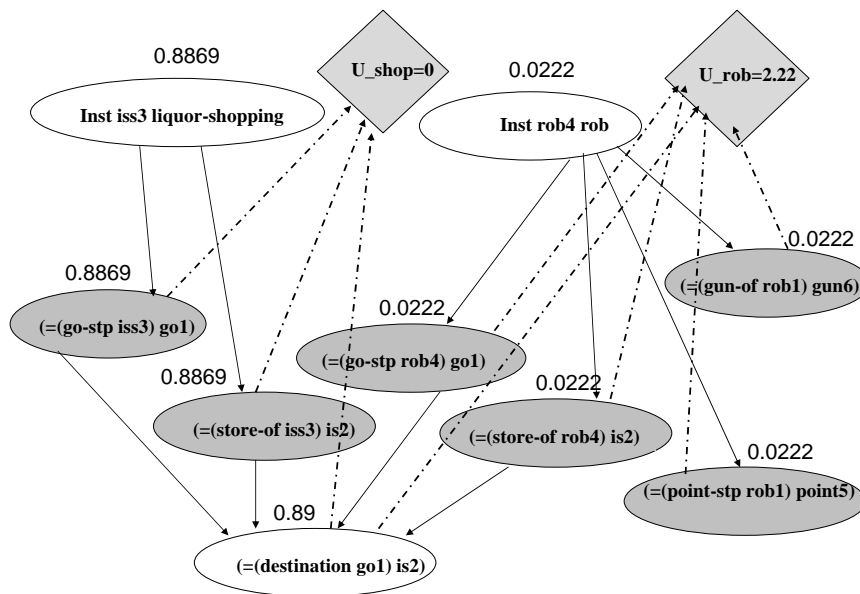 0.8869
U_shop=0
0.0222
U_rob=2.22
Inst iss3 liquor-shopping
Inst rob4 rob
0.8869
0.0222
0.0222
(=(gun-of rob1) gun6)
(=(go-stp iss3) go1)
(=(go-stp rob4) go1)
0.8869
0.0222
(=(store-of iss3) is2)
(=(store-of rob4) is2)
0.0222
(=(point-stp rob1) point5)
0.89
(=(destination go1) is2)